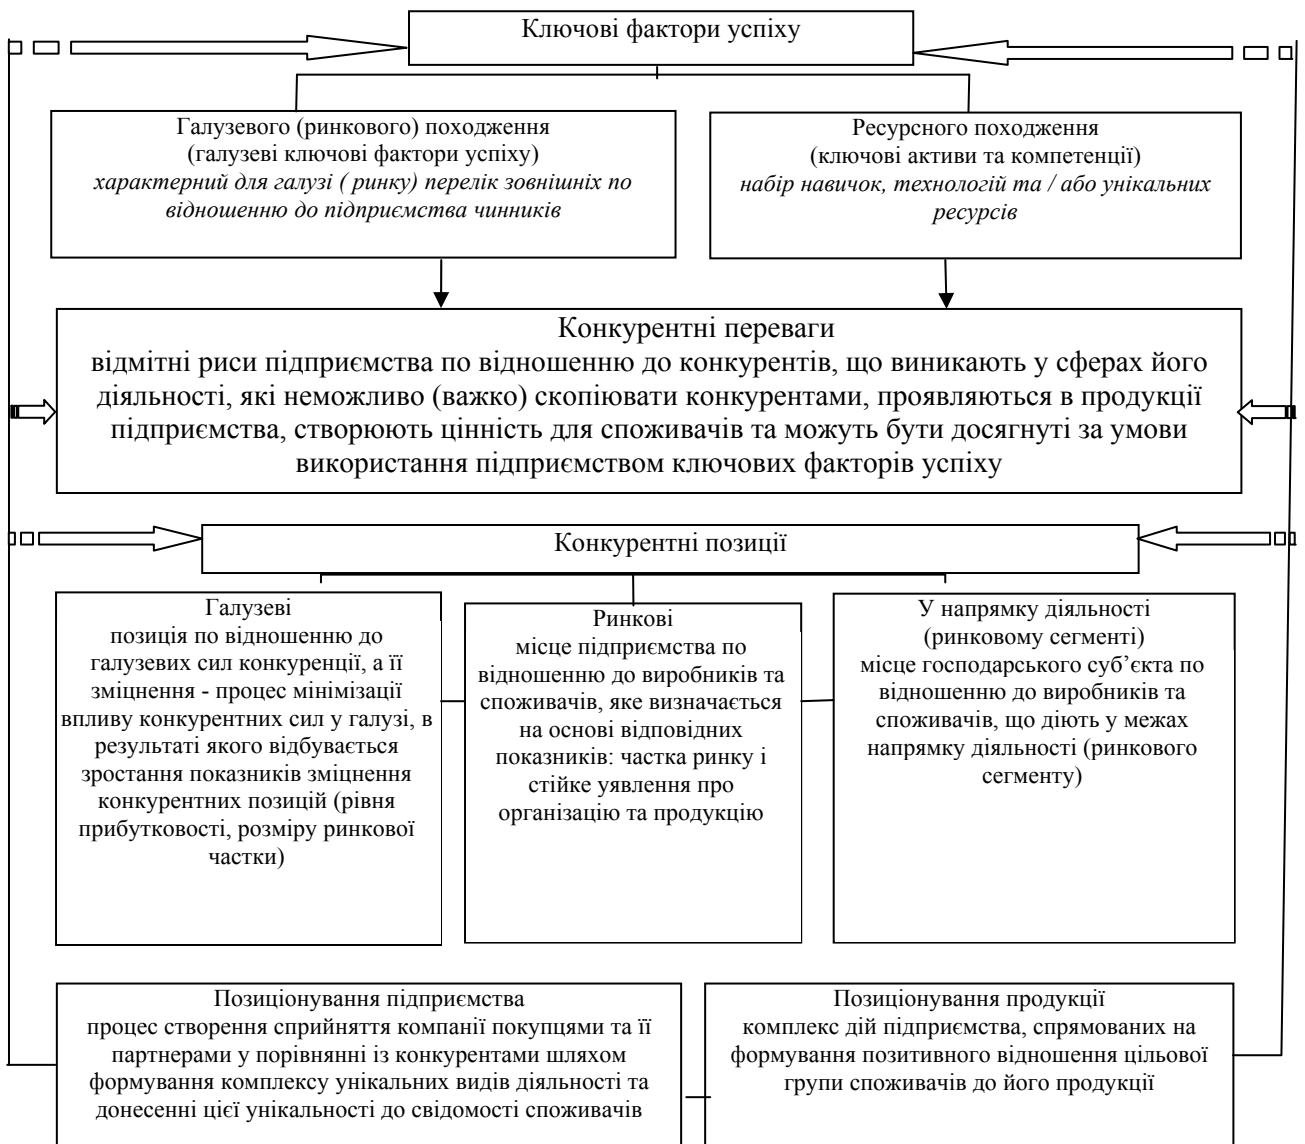 Ключові фактори успіху
Галузевого (ринкового) походження
(галузеві ключові фактори успіху)
характерний для галузі ( ринку) перелік зовнішніх по
відношенню до підприємства чинників
Ресурсного походження
(ключові активи та компетенції)
набір навичок, технологій та / або унікальних
ресурсів
Конкурентні переваги
відмітні риси підприємства по відношенню до конкурентів, що виникають у сферах його
діяльності, які неможливо (важко) скопіювати конкурентами, проявляються в продукції
підприємства, створюють цінність для споживачів та можуть бути досягнуті за умови
використання підприємством ключових факторів успіху
Конкурентні позиції
Галузеві
позиція по відношенню до
галузевих сил конкуренції, а її
зміцнення - процес мінімізації
впливу конкурентних сил у галузі, в
результаті якого відбувається
зростання показників зміцнення
конкурентних позицій (рівня
прибутковості, розміру ринкової
частки)
Ринкові
місце підприємства по
відношенню до виробників та
споживачів, яке визначається
на основі відповідних
показників: частка ринку і
стійке уявлення про
організацію та продукцію
У напрямку діяльності
(ринковому сегменті)
місце господарського суб’єкта по
відношенню до виробників та
споживачів, що діють у межах
напрямку діяльності (ринкового
сегменту)
Позиціонування підприємства
процес створення сприйняття компанії покупцями та її
партнерами у порівнянні із конкурентами шляхом
формування комплексу унікальних видів діяльності та
донесенні цієї унікальності до свідомості споживачів
Позиціонування продукції
комплекс дій підприємства, спрямованих на
формування позитивного відношення цільової
групи споживачів до його продукції